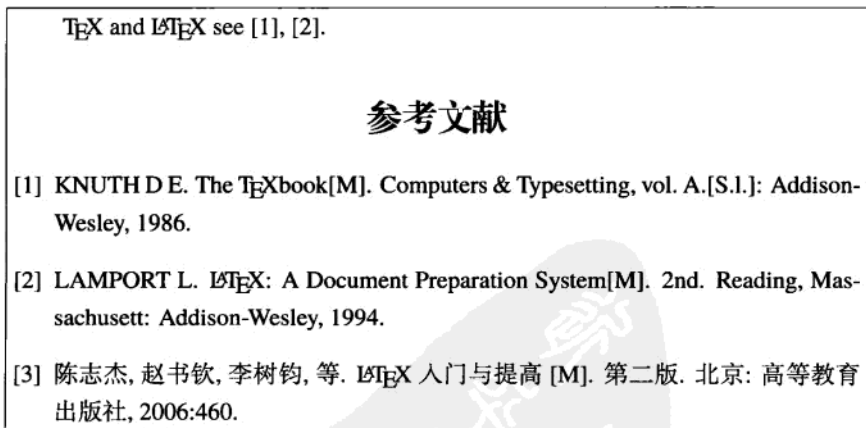 TEX and LATEX see [1], [2].
参考文献
[1] KNUTH D E. The TEXbook[M]. Computers & Typesetting, vol. A.[S.l.]: Addison-
Wesley, 1986.
[2] LAMPORT L. LATEX: A Document Preparation System[M]. 2nd. Reading, Mas-
sachusett: Addison-Wesley, 1994.
[3] 陈志杰, 赵书钦, 李树钧, 等. LATEX 入门与提高 [M]. 第二版. 北京: 高等教育
出版社, 2006:460.